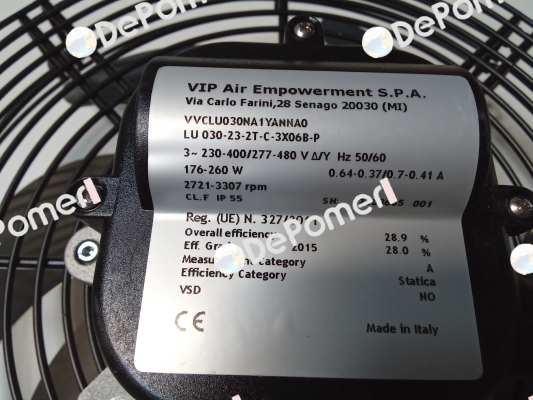 VIP Air Empowerment S.P.A.
Via Carlo Farini,28 Senago 20030 (MI)
VVCLU030NA1YANNA0
LU 030-23-2T-C-3X06B-P
3~ 230-400/277-480 V Δ/Y Hz 50/60
176-260 W 0.64-0.37/0.7-0.41 A
2721-3307 rpm
CL.F IP 55 SN. 001
Reg. (UE) N.
Overall efficiency 28.9 %
Eff. 2015 28.0 %
Category A
Efficiency Category Statica
VSD NO
CE Made in Italy
DePomer
DePomer
DePomer
DePomer